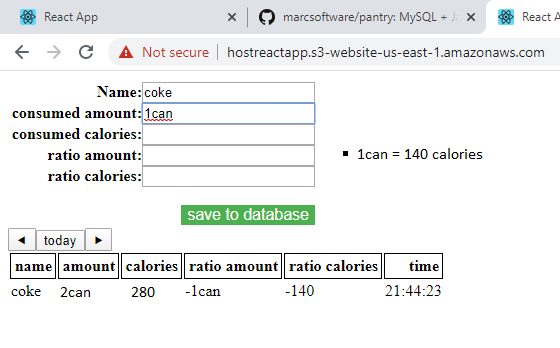 React App
marcsoftware/pantry: MySQL + J
React App
Not secure | hostreactapp.s3-website-us-east-1.amazonaws.com
Name: coke
consumed amount: 1can
consumed calories:
ratio amount:
1can = 140 calories
ratio calories:
save to database
today
name amount calories ratio amount ratio calories time
coke 2can 280 -1can -140 21:44:23